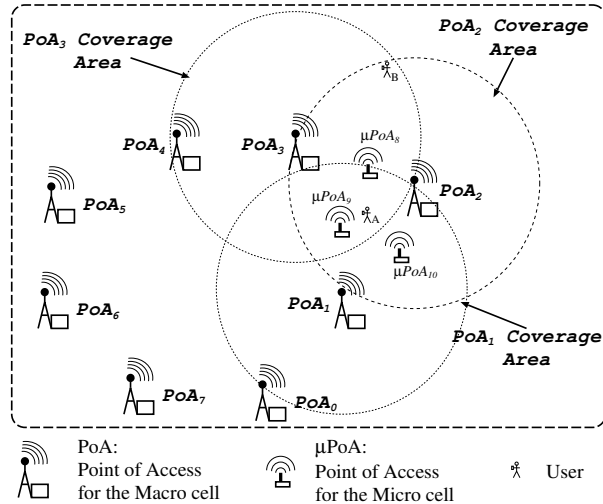 PoA₃ Coverage
Area
PoA₂ Coverage
Area
B
μPoA₈
PoA₄
PoA₃
PoA₂
PoA₅
μPoA₉
A
μPoA₁₀
PoA₆
PoA₁
PoA₁ Coverage
Area
PoA₇
PoA₀
PoA:
Point of Access
for the Macro cell
μPoA:
Point of Access
for the Micro cell
User